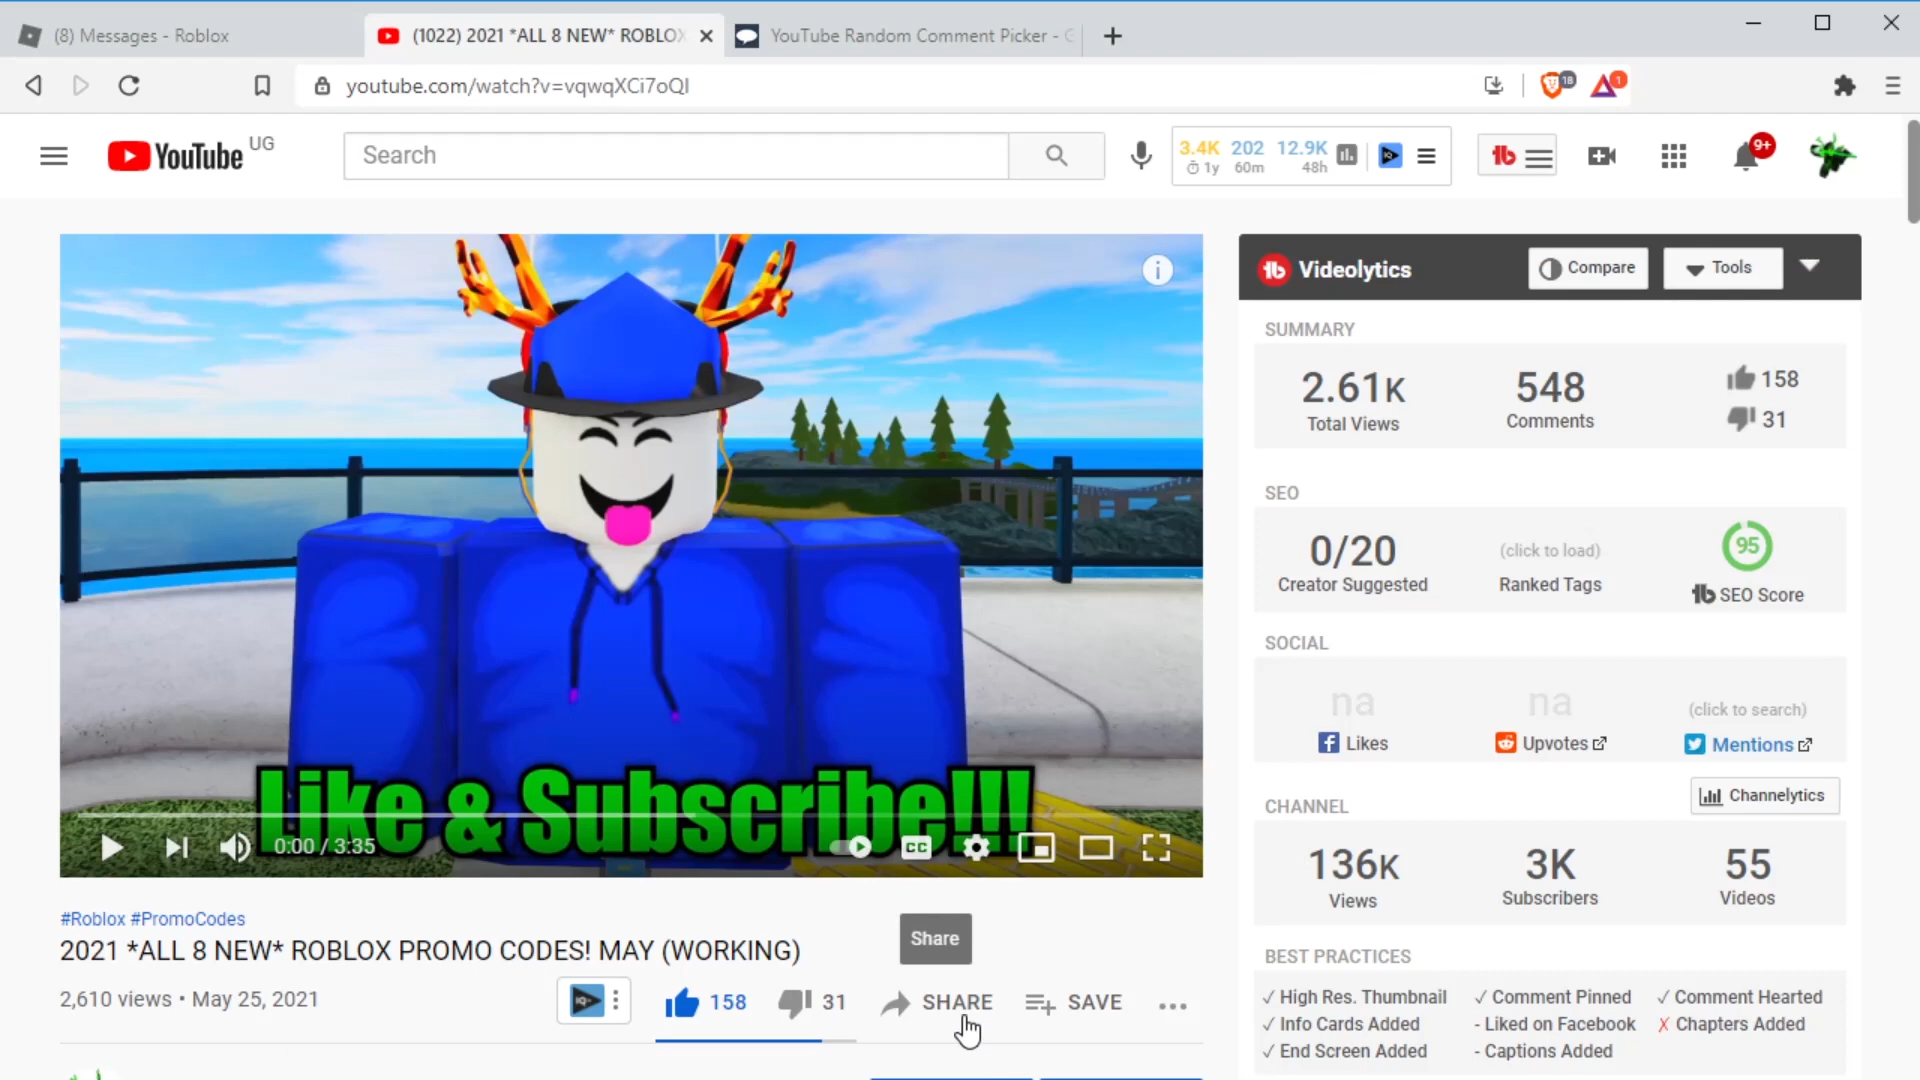 (8) Messages - Roblox
(1022) 2021 *ALL 8 NEW* ROBLOX
YouTube Random Comment Picker -
youtube.com/watch?v=vqwqXCi7oQI
18
1
YouTube UG
Search
3.4K 202 12.9K
1y 60m 48h
9+
Videolytics
Compare
Tools
SUMMARY
2.61K
Total Views
548
Comments
158
31
SEO
0/20
Creator Suggested
(click to load)
Ranked Tags
95
SEO Score
SOCIAL
na
Likes
na
Upvotes
(click to search)
Mentions
CHANNEL
Channelytics
136K
Views
3K
Subscribers
55
Videos
BEST PRACTICES
✓ High Res. Thumbnail
✓ Comment Pinned
✓ Comment Hearted
✓ Info Cards Added
- Liked on Facebook
✗ Chapters Added
✓ End Screen Added
- Captions Added
Like & Subscribe!!!
0:00 / 3:35
CC
#Roblox #PromoCodes
2021 *ALL 8 NEW* ROBLOX PROMO CODES! MAY (WORKING)
Share
2,610 views • May 25, 2021
IQ
158
31
SHARE
SAVE